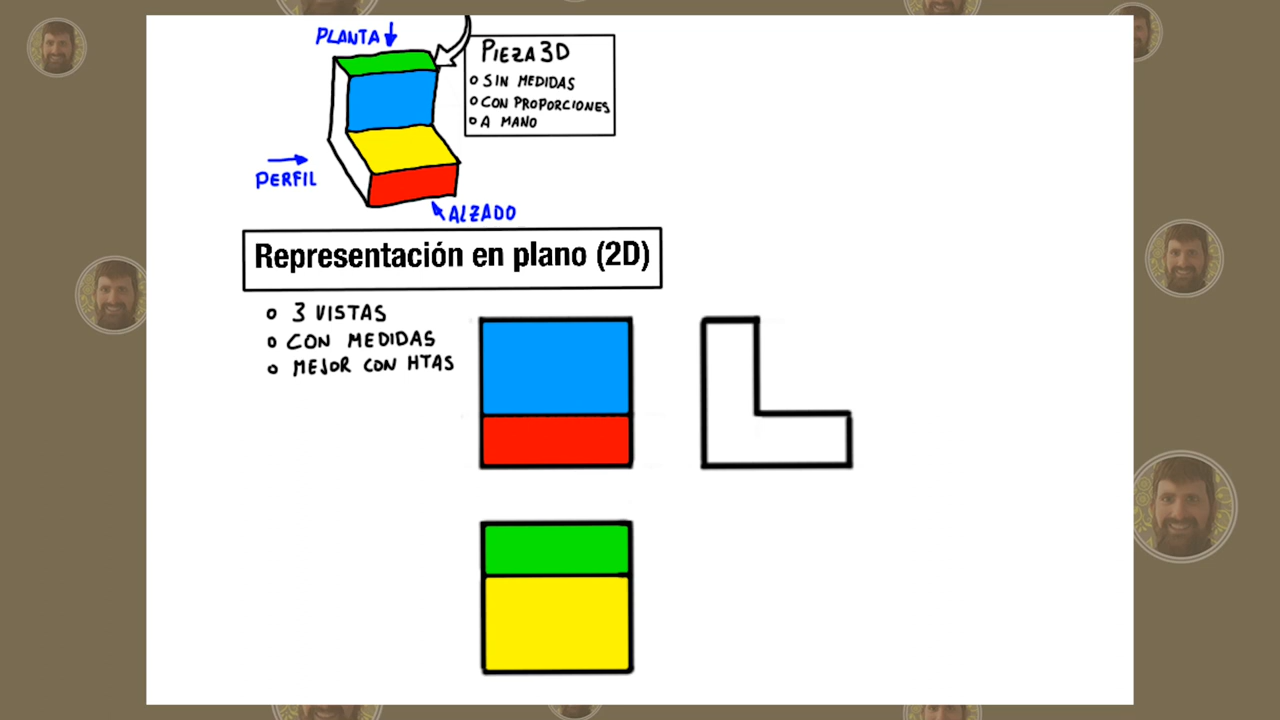 PLANTA
PIEZA 3D
SIN MEDIDAS
CON PROPORCIONES
A MANO
PERFIL
ALZADO
Representación en plano (2D)
3 VISTAS
CON MEDIDAS
MEJOR CON HTAS